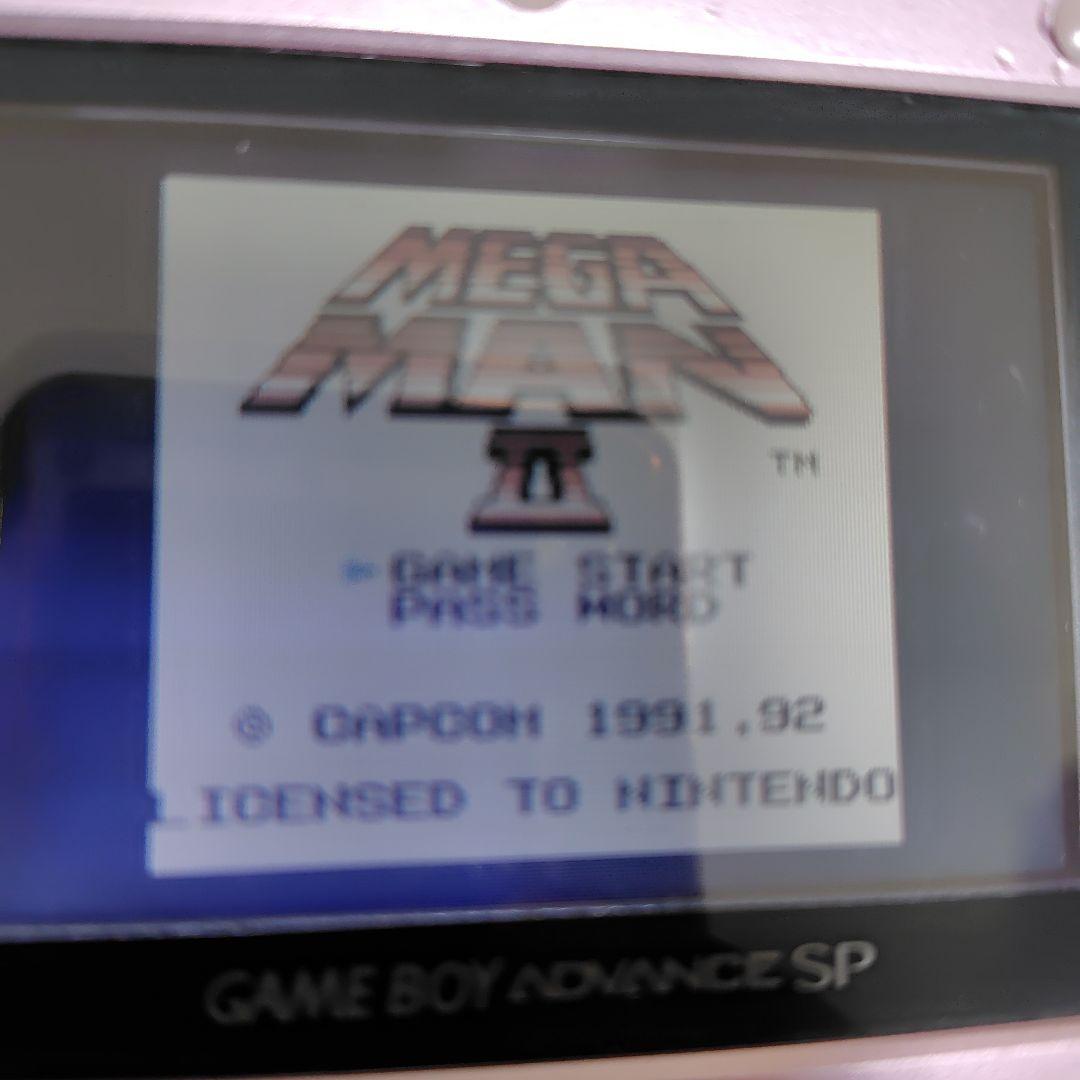 MEGA
MAN
II
TM
GAME START
PASS WORD
© CAPCOM 1991,92
LICENSED TO NINTENDO
GAME BOY ADVANCE SP